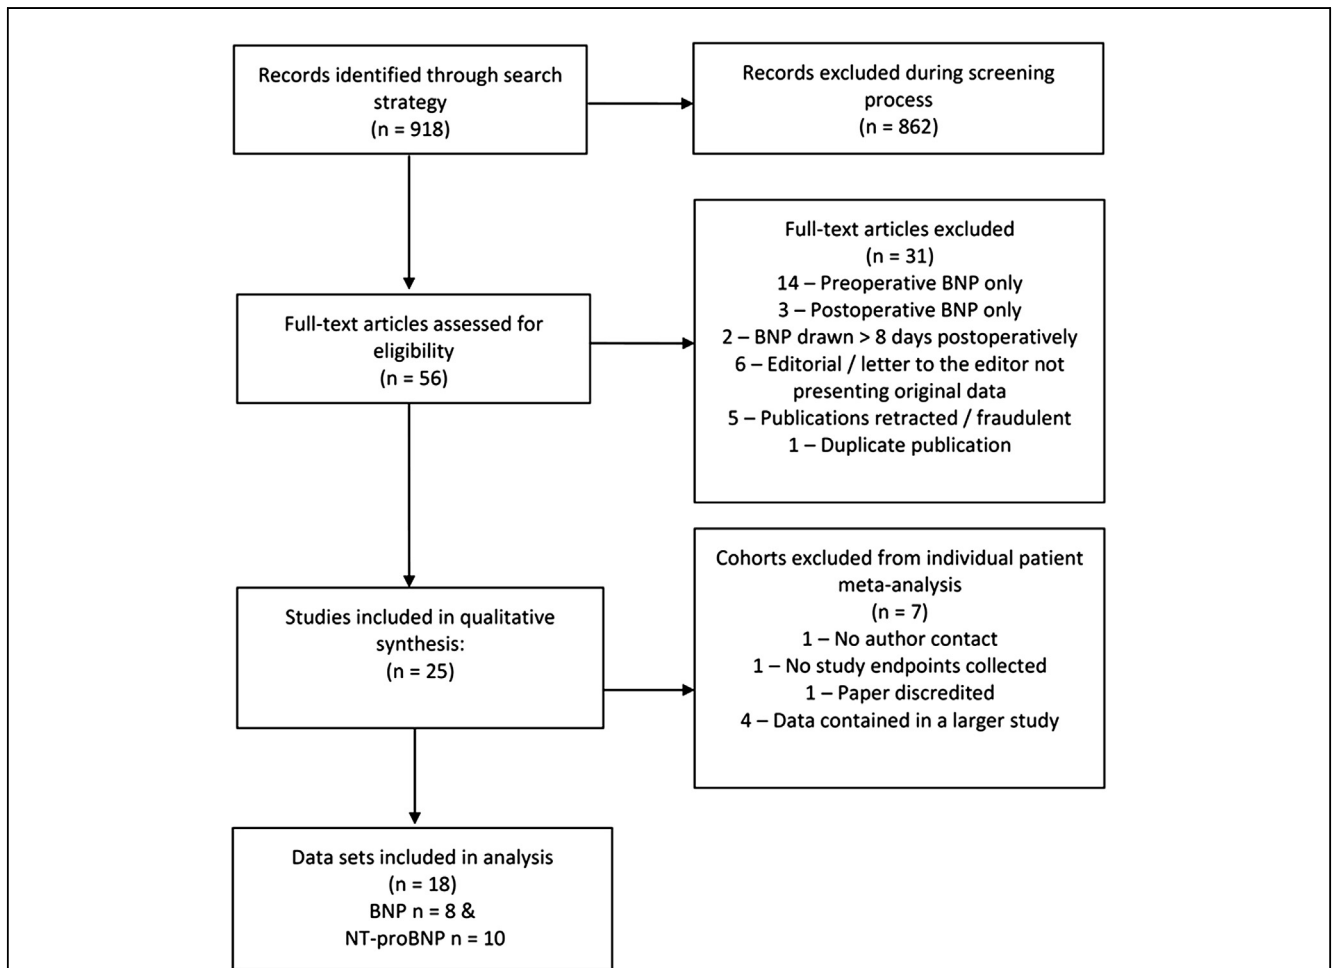 Records identified through search
strategy
(n = 918)
Records excluded during screening
process
(n = 862)
Full-text articles excluded
(n = 31)
14 – Preoperative BNP only
3 – Postoperative BNP only
2 – BNP drawn > 8 days postoperatively
6 – Editorial / letter to the editor not
presenting original data
5 – Publications retracted / fraudulent
1 – Duplicate publication
Full-text articles assessed for
eligibility
(n = 56)
Cohorts excluded from individual patient
meta-analysis
(n = 7)
1 – No author contact
1 – No study endpoints collected
1 – Paper discredited
4 – Data contained in a larger study
Studies included in qualitative
synthesis:
(n = 25)
Data sets included in analysis
(n = 18)
BNP n = 8 &
NT-proBNP n = 10